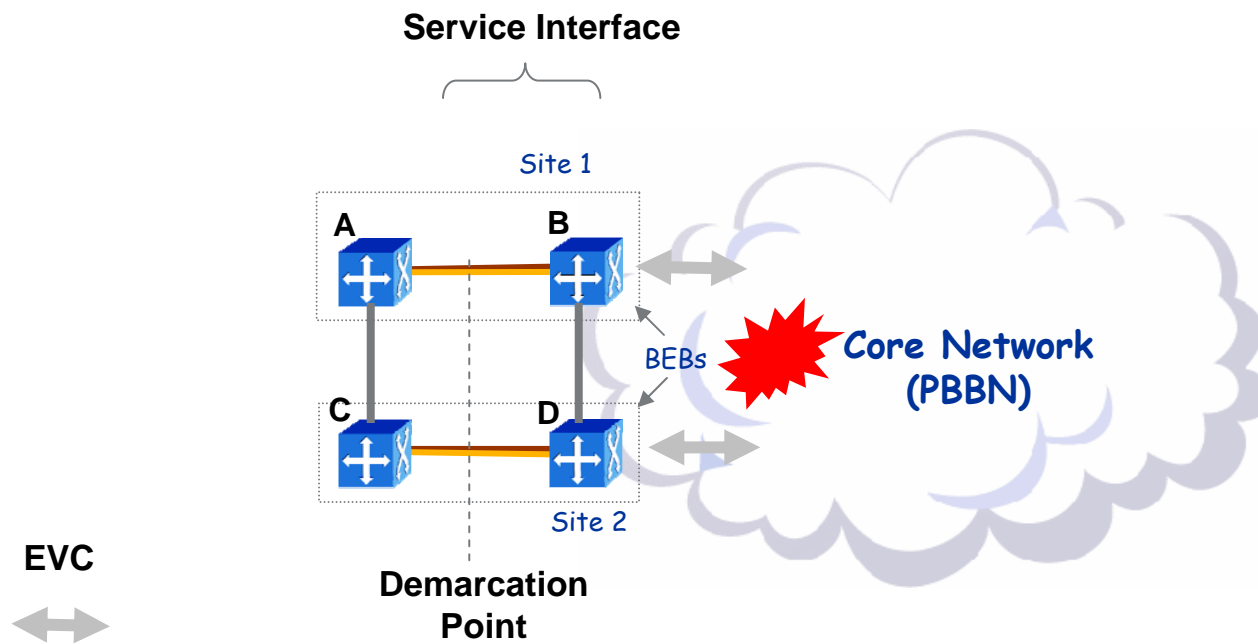 Service Interface
Site 1
A
B
BEBs
Core Network
(PBBN)
C
D
Site 2
EVC
Demarcation
Point